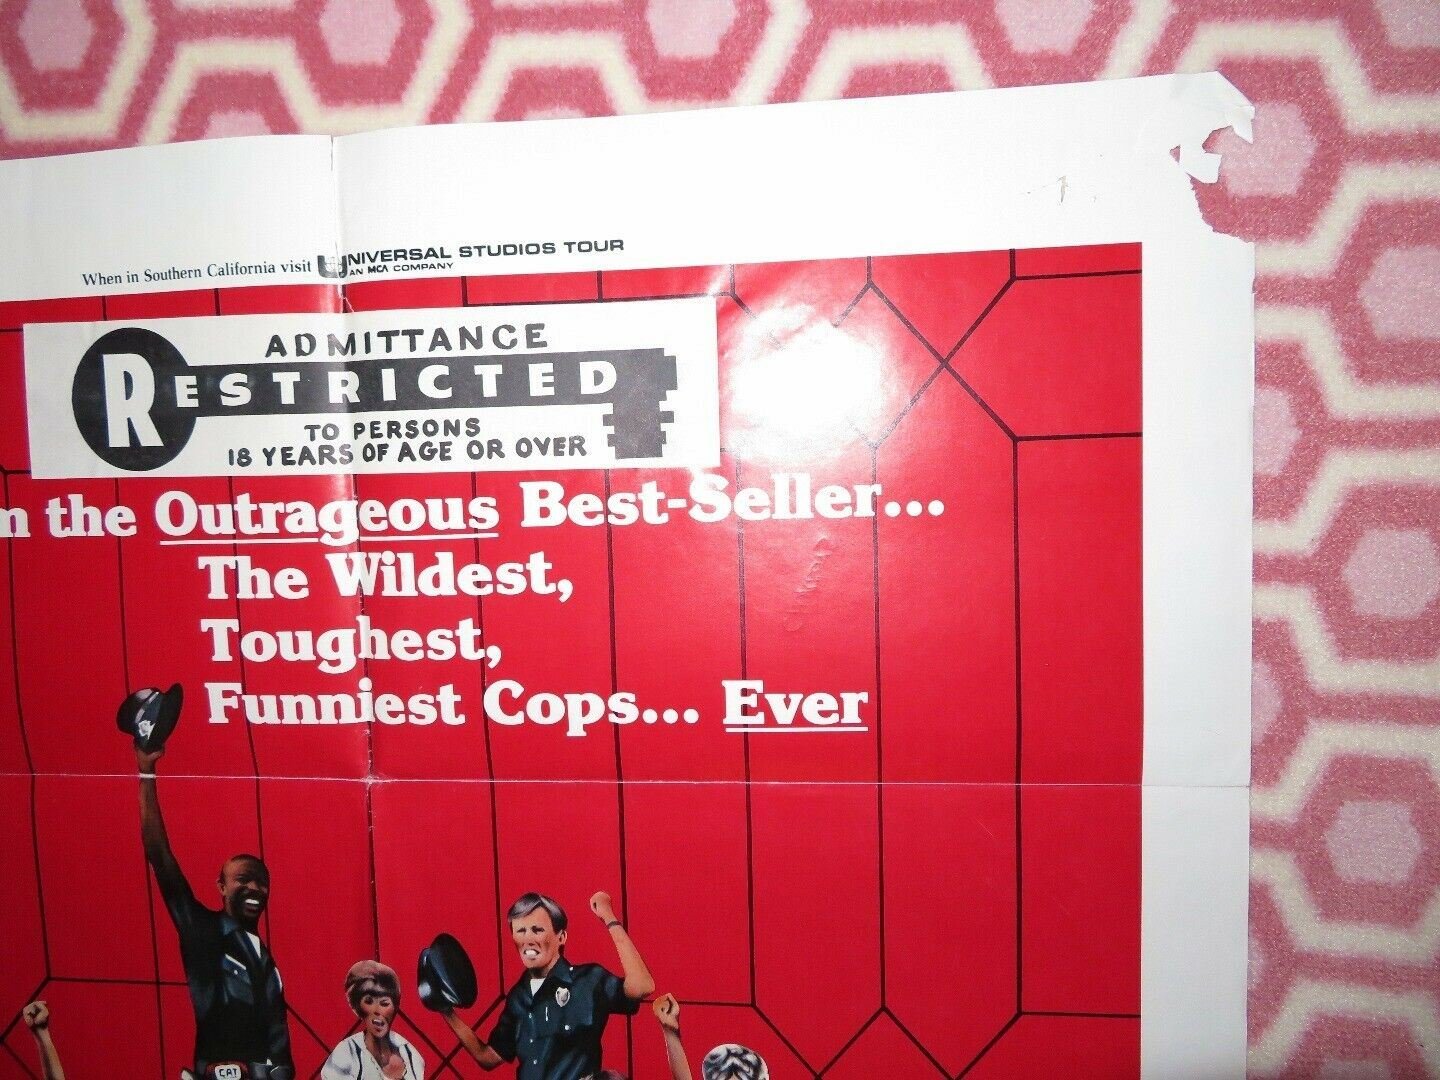 When in Southern California visit UNIVERSAL STUDIOS TOUR
AN MCA COMPANY
ADMITTANCE
RESTRICTED
TO PERSONS
18 YEARS OF AGE OR OVER
m the Outrageous Best-Seller...
The Wildest,
Toughest,
Funniest Cops... Ever
CAT